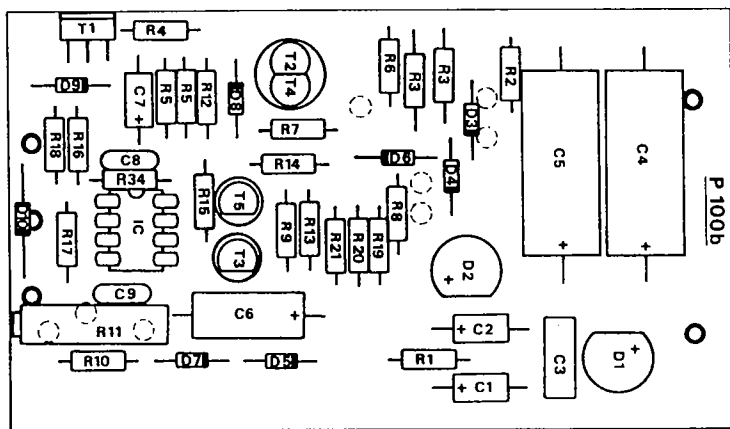 T1
R4
D9
C7
+
R5
R5
R12
D8
T2
T4
R6
R3
R3
R2
D3
C5
+
C4
+
P 100b
R18
R16
C8
R34
R7
R14
D6
D4
IC
R15
T5
T3
R9
R13
R21
R20
R19
R8
D10
R17
C9
R11
C6
+
D2
+
R10
D7
D5
R1
+
C2
+
C1
C3
D1
+